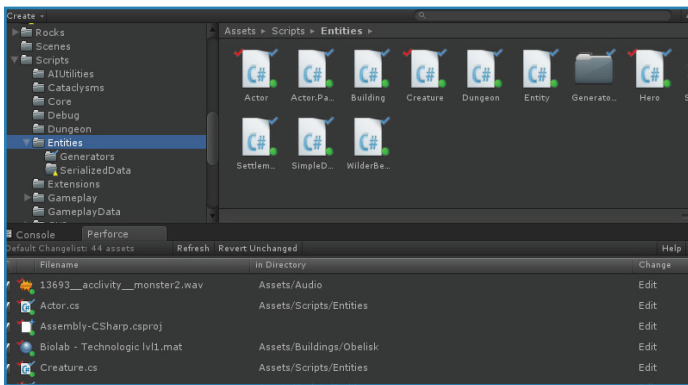 Create
Assets ▸ Scripts ▸ Entities ▸
Rocks
Scenes
Scripts
AIUtilities
Cataclysms
Core
Debug
Dungeon
Entities
Generators
SerializedData
Extensions
Gameplay
GameplayData
Actor Actor.Pa... Building Creature Dungeon Entity Generato... Hero
Settlem... SimpleD... WilderBe...
Console Perforce
Default Changelist: 44 assets Refresh Revert Unchanged Help
Filename in Directory Change
13693__acclivity__monster2.wav Assets/Audio Edit
Actor.cs Assets/Scripts/Entities Edit
Assembly-CSharp.csproj Edit
Biolab - Technologic lvl1.mat Assets/Buildings/Obelisk Edit
Creature.cs Assets/Scripts/Entities Edit